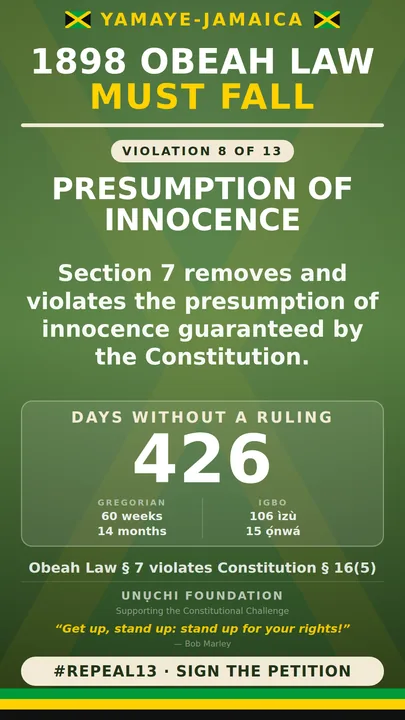 YAMAYE-JAMAICA
1898 OBEAH LAW
MUST FALL
VIOLATION 8 OF 13
PRESUMPTION OF
INNOCENCE
Section 7 removes and
violates the presumption of
innocence guaranteed by
the Constitution.
DAYS WITHOUT A RULING
426
GREGORIAN
60 weeks
14 months
IGBO
106 ìzù
15 ọ́nwá
Obeah Law § 7 violates Constitution § 16(5)
UNỤCHI FOUNDATION
Supporting the Constitutional Challenge
“Get up, stand up: stand up for your rights!”
— Bob Marley
#REPEAL13 · SIGN THE PETITION